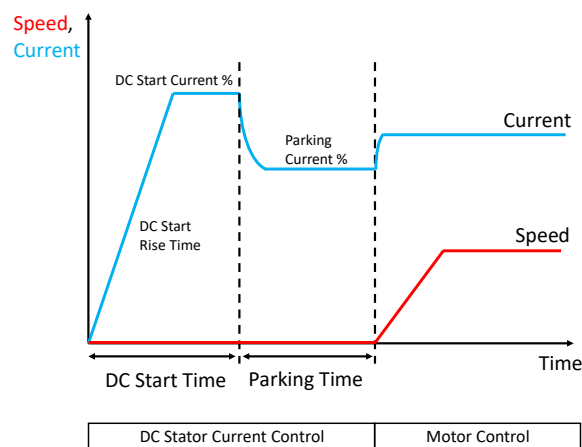 Speed,
Current
DC Start Current %
Parking
Current %
Current
DC Start
Rise Time
Speed
Time
DC Start Time
Parking Time
DC Stator Current Control
Motor Control